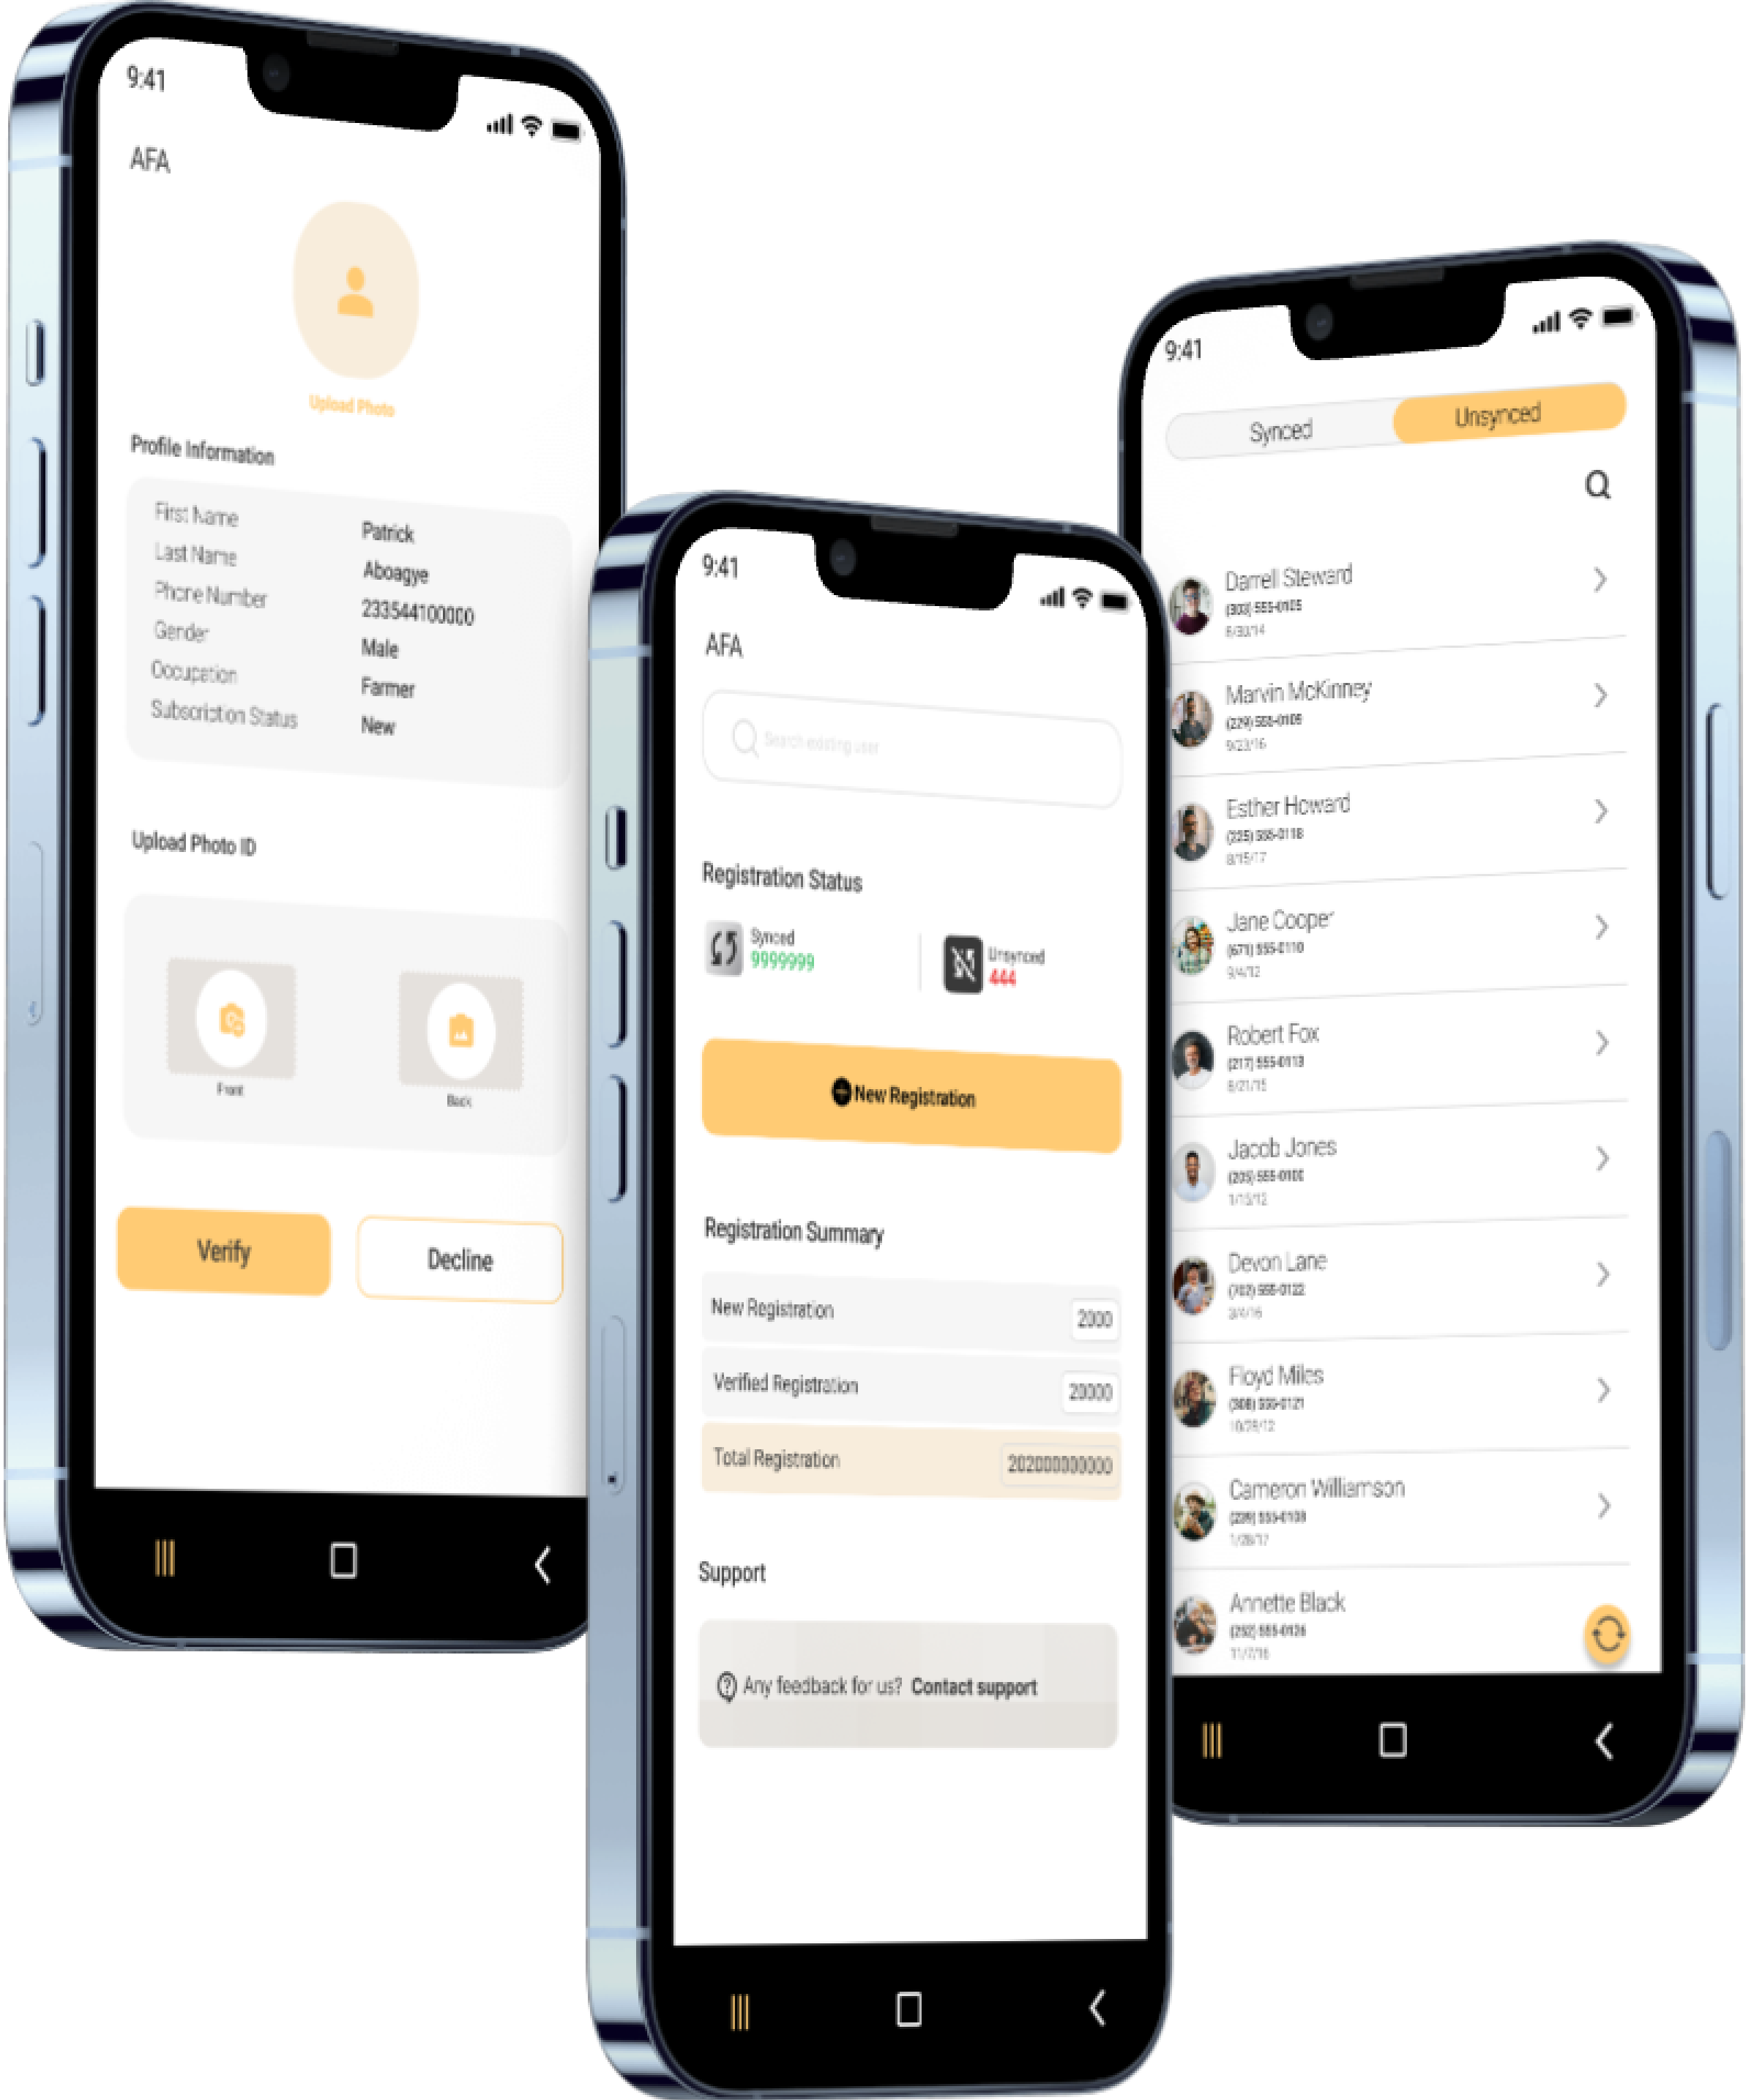 9:41
AFA
Upload Photo
Profile Information
First Name Patrick
Last Name Aboagye
Phone Number 233544100000
Gender Male
Occupation Farmer
Subscription Status New
Upload Photo ID
Front
Back
Verify
Decline
9:41
AFA
Search existing user
Registration Status
Synced
9999999
Unsynced
444
New Registration
Registration Summary
New Registration 2000
Verified Registration 20000
Total Registration 202000000000
Support
Any feedback for us? Contact support
9:41
Synced
Unsynced
Darrell Steward
(303) 555-0105
Marvin McKinney
(229) 555-0109
9/23/16
Esther Howard
(225) 555-0118
8/15/17
Jane Cooper
(671) 555-0110
9/4/12
Robert Fox
(217) 555-0113
Jacob Jones
(205) 555-0100
1/15/12
Devon Lane
(702) 555-0122
3/4/16
Floyd Miles
(308) 555-0121
10/28/12
Cameron Williamson
(239) 555-0108
1/28/17
Annette Black
(252) 555-0126
11/7/16